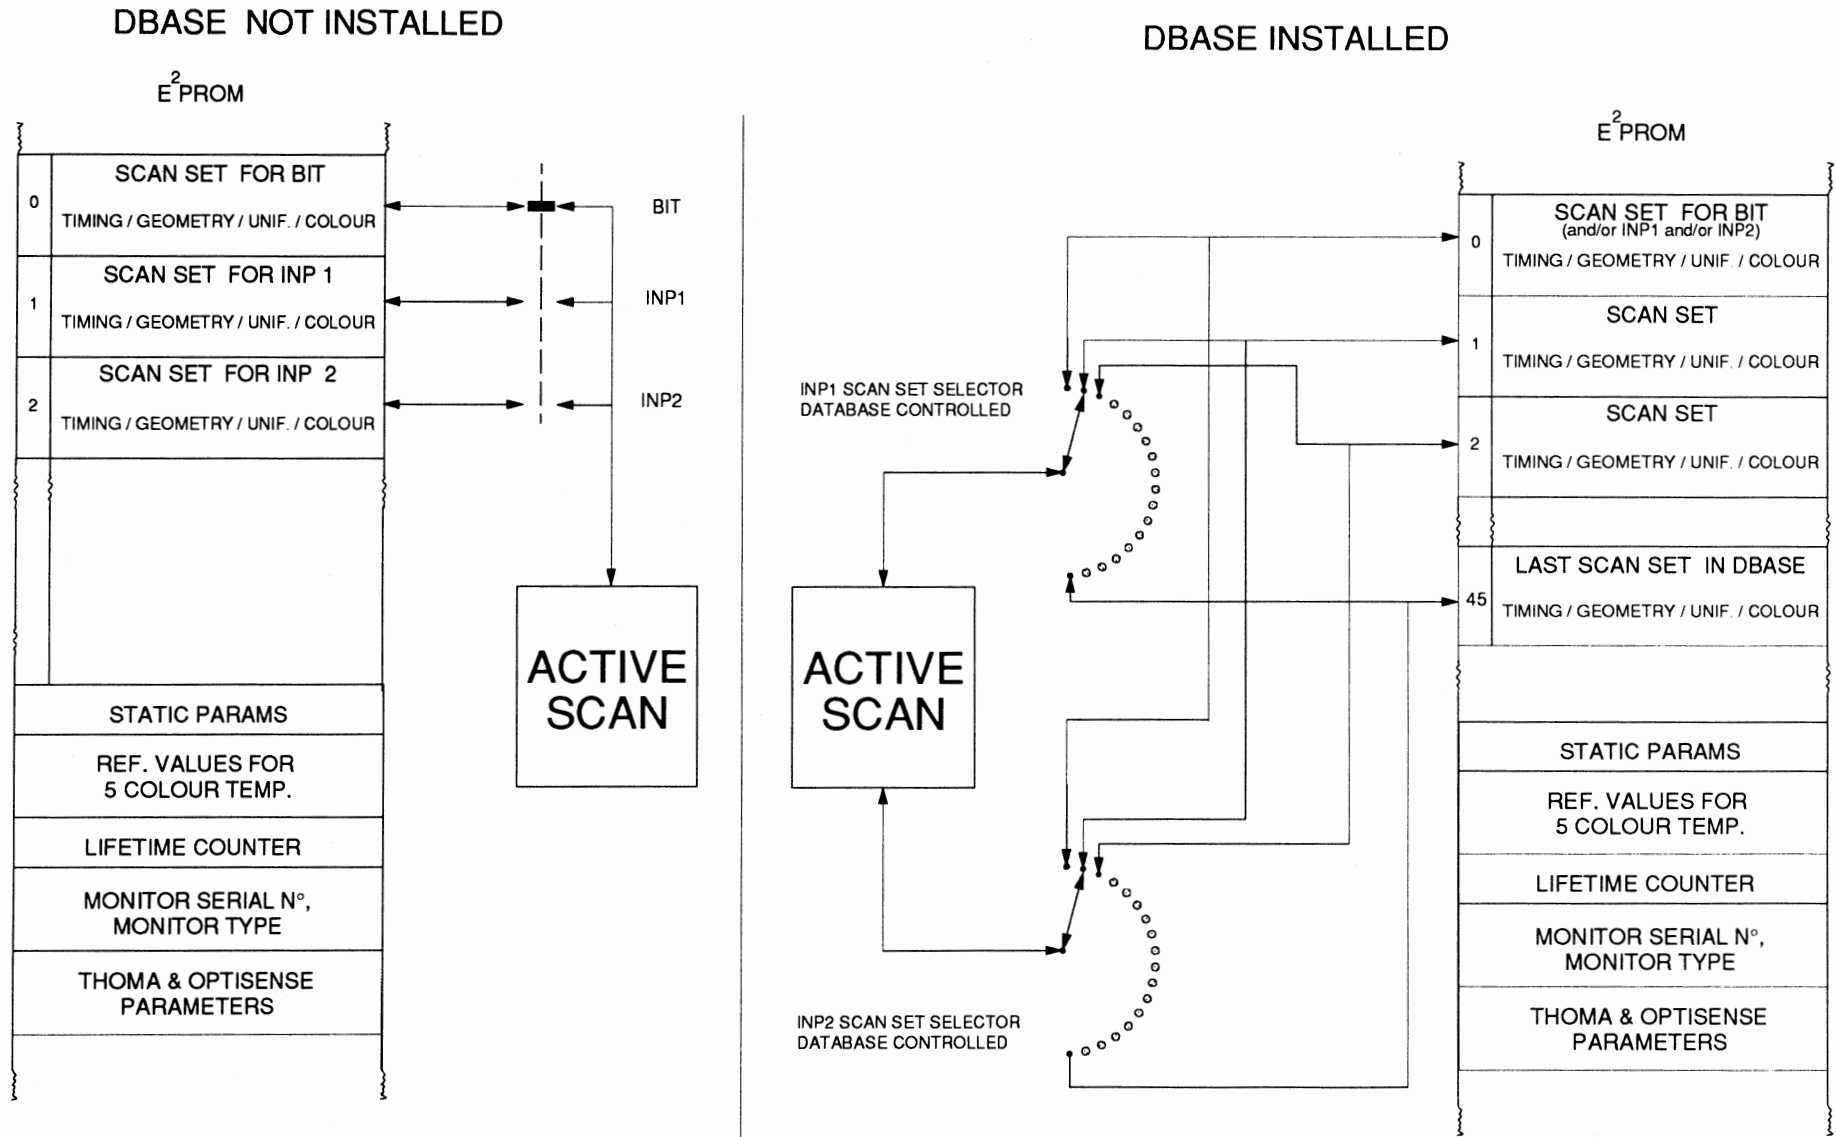 DBASE NOT INSTALLED
E²PROM
0
SCAN SET FOR BIT
TIMING / GEOMETRY / UNIF. / COLOUR
1
SCAN SET FOR INP 1
TIMING / GEOMETRY / UNIF. / COLOUR
2
SCAN SET FOR INP 2
TIMING / GEOMETRY / UNIF. / COLOUR
STATIC PARAMS
REF. VALUES FOR
5 COLOUR TEMP.
LIFETIME COUNTER
MONITOR SERIAL N°,
MONITOR TYPE
THOMA & OPTISENSE
PARAMETERS
BIT
INP1
INP2
ACTIVE
SCAN
DBASE INSTALLED
INP1 SCAN SET SELECTOR
DATABASE CONTROLLED
ACTIVE
SCAN
INP2 SCAN SET SELECTOR
DATABASE CONTROLLED
E²PROM
0
SCAN SET FOR BIT
(and/or INP1 and/or INP2)
TIMING / GEOMETRY / UNIF. / COLOUR
1
SCAN SET
TIMING / GEOMETRY / UNIF. / COLOUR
2
SCAN SET
TIMING / GEOMETRY / UNIF. / COLOUR
45
LAST SCAN SET IN DBASE
TIMING / GEOMETRY / UNIF. / COLOUR
STATIC PARAMS
REF. VALUES FOR
5 COLOUR TEMP.
LIFETIME COUNTER
MONITOR SERIAL N°,
MONITOR TYPE
THOMA & OPTISENSE
PARAMETERS